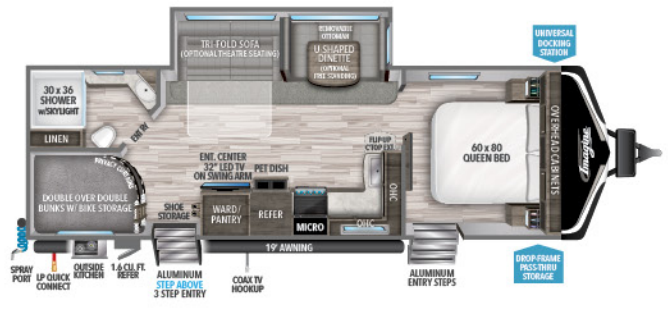 UNIVERSAL
DOCKING
STATION
REMOVABLE
OTTOMAN
TRI-FOLD SOFA
(OPTIONAL THEATRE SEATING)
U SHAPED
DINETTE
(OPTIONAL
FREE STANDING)
30 x 36
SHOWER
w/SKYLIGHT
LINEN
ENT. CENTER
32" LED TV
ON SWING ARM
PET DISH
FLIP-UP
C'TOP EXT.
60 x 80
QUEEN BED
OVERHEAD CABINETS
Imagine
DOUBLE OVER DOUBLE
BUNKS W/ BIKE STORAGE
SHOE
STORAGE
WARD/
PANTRY
REFER
MICRO
OHC
OHC
19' AWNING
SPRAY
PORT
LP QUICK
CONNECT
OUTSIDE
KITCHEN
1.6 CU. FT.
REFER
ALUMINUM
STEP ABOVE
3 STEP ENTRY
COAX TV
HOOKUP
ALUMINUM
ENTRY STEPS
DROP-FRAME
PASS-THRU
STORAGE